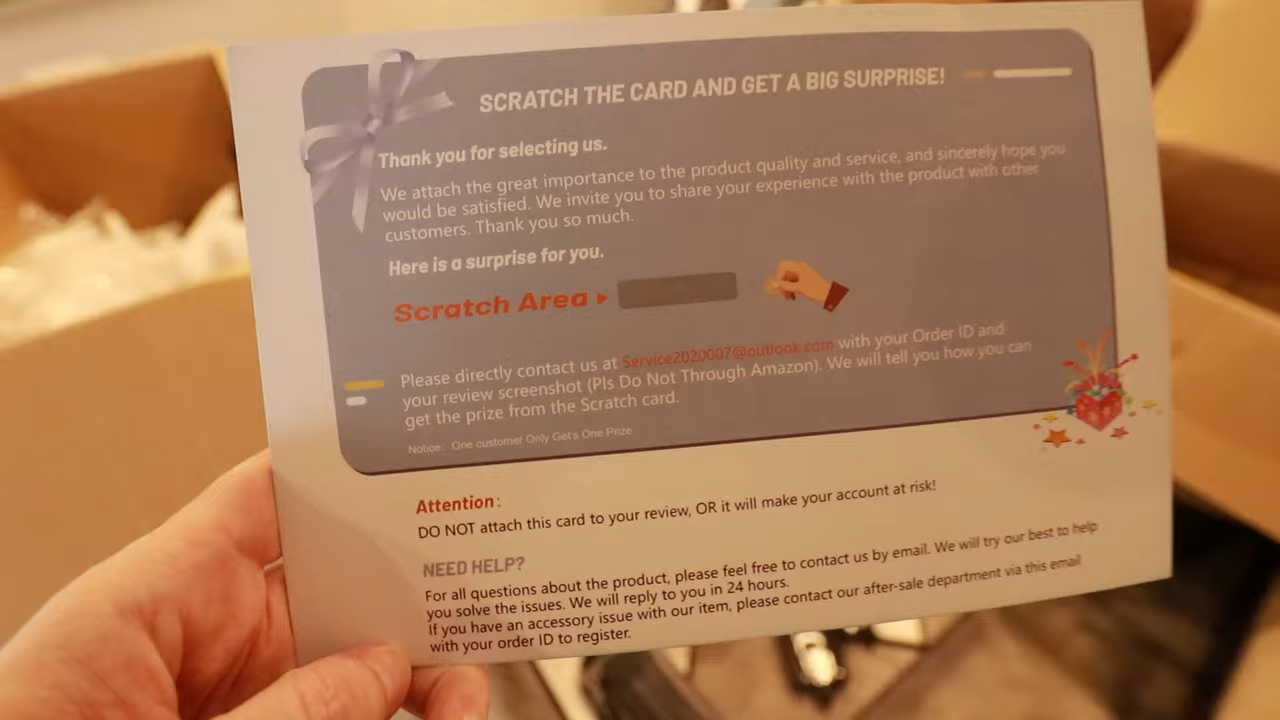 SCRATCH THE CARD AND GET A BIG SURPRISE!
Thank you for selecting us.
We attach the great importance to the product quality and service, and sincerely hope you
would be satisfied. We invite you to share your experience with the product with other
customers. Thank you so much.
Here is a surprise for you.
Scratch Area
Please directly contact us at Service2020007@outlook.com with your Order ID and
your review screenshot (Pls Do Not Through Amazon). We will tell you how you can
get the prize from the Scratch card.
Notice: One customer Only Get's One Prize
Attention:
DO NOT attach this card to your review, OR it will make your account at risk!
NEED HELP?
For all questions about the product, please feel free to contact us by email. We will try our best to help
you solve the issues. We will reply to you in 24 hours.
If you have an accessory issue with our item, please contact our after-sale department via this email
with your order ID to register.